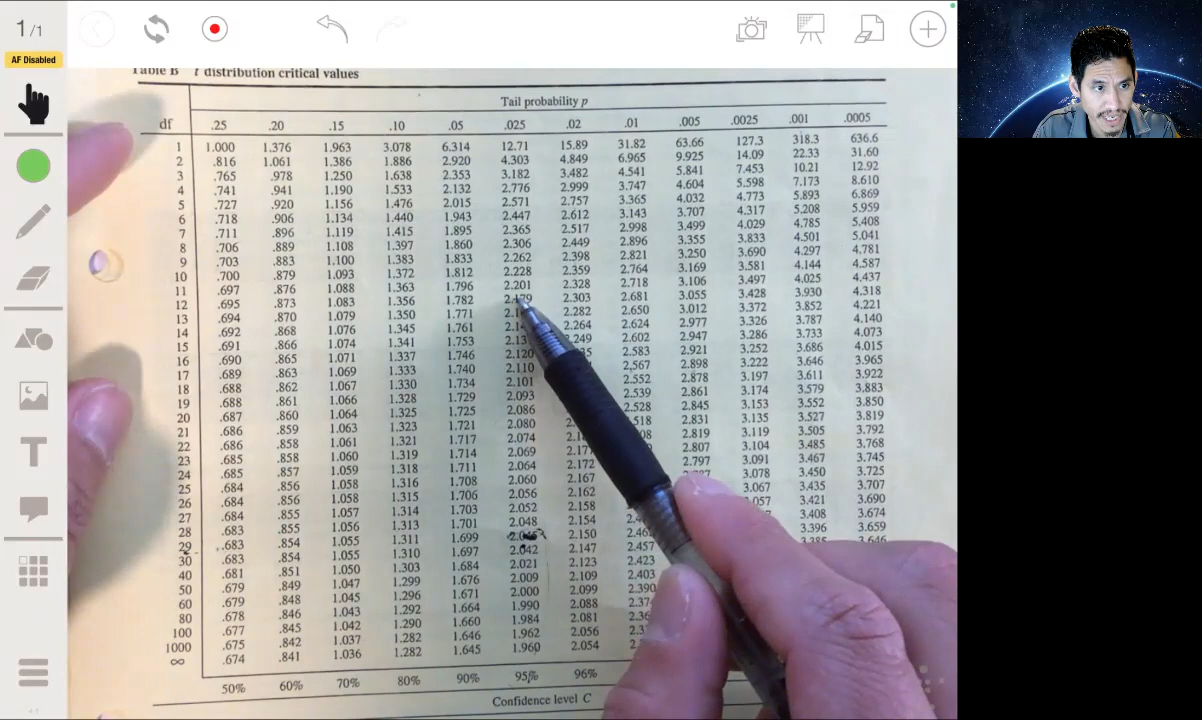 1/1
AF Disabled
Table B t distribution critical values
Tail probability p
df .25 .20 .15 .10 .05 .025 .02 .01 .005 .0025 .001 .0005
1 1.000 1.376 1.963 3.078 6.314 12.71 15.89 31.82 63.66 127.3 318.3 636.6
2 .816 1.061 1.386 1.886 2.920 4.303 4.849 6.965 9.925 14.09 22.33 31.60
3 .765 .978 1.250 1.638 2.353 3.182 3.482 4.541 5.841 7.453 10.21 12.92
4 .741 .941 1.190 1.533 2.132 2.776 2.999 3.747 4.604 5.598 7.173 8.610
5 .727 .920 1.156 1.476 2.015 2.571 2.757 3.365 4.032 4.773 5.893 6.869
6 .718 .906 1.134 1.440 1.943 2.447 2.612 3.143 3.707 4.317 5.208 5.959
7 .711 .896 1.119 1.415 1.895 2.365 2.517 2.998 3.499 4.029 4.785 5.408
8 .706 .889 1.108 1.397 1.860 2.306 2.449 2.896 3.355 3.833 4.501 5.041
9 .703 .883 1.100 1.383 1.833 2.262 2.398 2.821 3.250 3.690 4.297 4.781
10 .700 .879 1.093 1.372 1.812 2.228 2.359 2.764 3.169 3.581 4.144 4.587
11 .697 .876 1.088 1.363 1.796 2.201 2.328 2.718 3.106 3.497 4.025 4.437
12 .695 .873 1.083 1.356 1.782 2.303 2.681 3.055 3.428 3.930 4.318
13 .694 .870 1.079 1.350 1.771 2.282 2.650 3.012 3.372 3.852 4.221
14 .692 .868 1.076 1.345 1.761 2.264 2.624 2.977 3.326 3.787 4.140
15 .691 .866 1.074 1.341 1.753 2.602 2.947 3.286 3.733 4.073
16 .690 .865 1.071 1.337 1.746 2.120 2.583 2.921 3.252 3.686 4.015
17 .689 .863 1.069 1.333 1.740 2.110 2.567 2.898 3.222 3.646 3.965
18 .688 .862 1.067 1.330 1.734 2.101 2.552 2.878 3.197 3.611 3.922
19 .688 .861 1.066 1.328 1.729 2.093 2.539 2.861 3.174 3.579 3.883
20 .687 .860 1.064 1.325 1.725 2.086 2.528 2.845 3.153 3.552 3.850
21 .686 .859 1.063 1.323 1.721 2.080 2.831 3.135 3.527 3.819
22 .686 .858 1.061 1.321 1.717 2.074 2.819 3.119 3.505 3.792
23 .685 .858 1.060 1.319 1.714 2.069 2.807 3.104 3.485 3.768
24 .685 .857 1.059 1.318 1.711 2.064 2.172 2.797 3.091 3.467 3.745
25 .684 .856 1.058 1.316 1.708 2.060 2.167 3.078 3.450 3.725
26 .684 .856 1.058 1.315 1.706 2.056 2.162 3.067 3.435 3.707
27 .684 .855 1.057 1.314 1.703 2.052 2.158 3.421 3.690
28 .683 .855 1.056 1.313 1.701 2.048 2.154 3.408 3.674
29 .683 .854 1.055 1.311 1.699 2.150 3.396 3.659
30 .683 .854 1.055 1.310 1.697 2.042 2.147 2.457 3.646
40 .681 .851 1.050 1.303 1.684 2.021 2.123 2.423
50 .679 .849 1.047 1.299 1.676 2.009 2.109 2.403
60 .679 .848 1.045 1.296 1.671 2.000 2.099 2.390
80 .678 .846 1.043 1.292 1.664 1.990 2.088
100 .677 .845 1.042 1.290 1.660 1.984 2.081
1000 .675 .842 1.037 1.282 1.646 1.962 2.056
∞ .674 .841 1.036 1.282 1.645 1.960 2.054
50% 60% 70% 80% 90% 95% 96%
Confidence level C